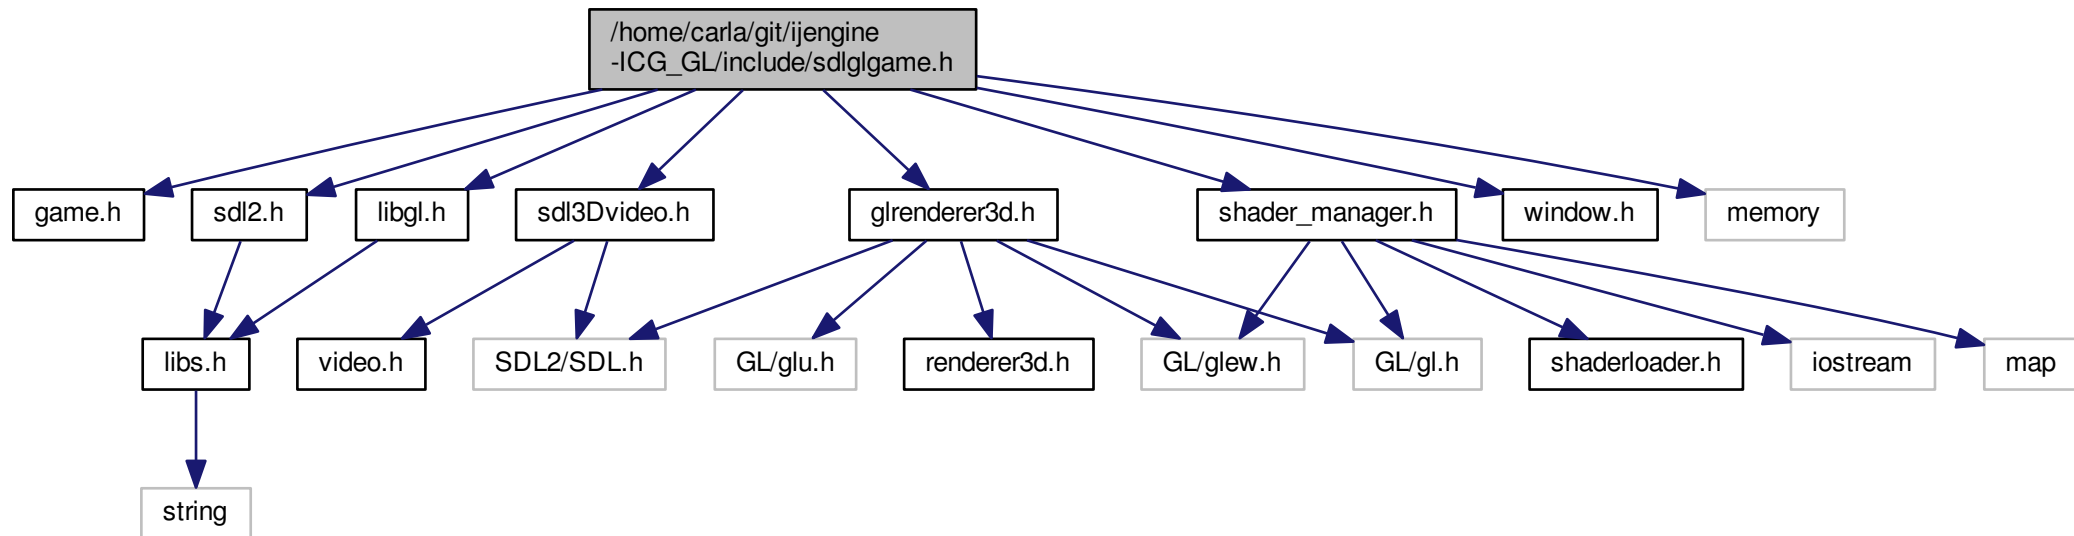 /home/carla/git/ijengine
-ICG_GL/include/sdlglgame.h
game.h
sdl2.h
libgl.h
sdl3Dvideo.h
glrenderer3d.h
shader_manager.h
window.h
memory
libs.h
video.h
SDL2/SDL.h
GL/glu.h
renderer3d.h
GL/glew.h
GL/gl.h
shaderloader.h
iostream
map
string